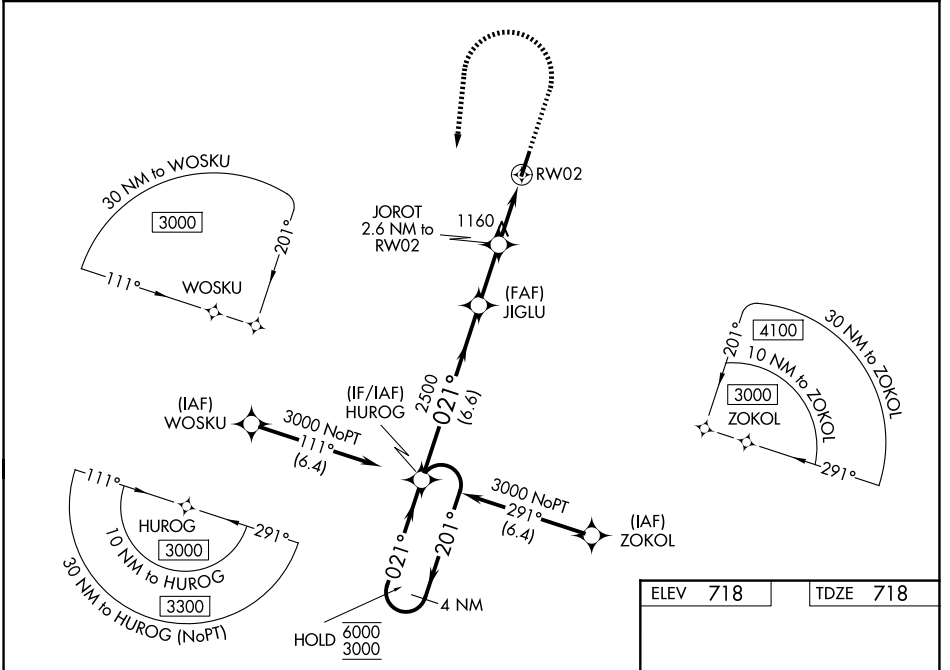 RW02
30 NM to WOSKU
3000
201°
111°
WOSKU
JOROT
2.6 NM to
RW02
1160
(FAF)
JIGLU
30 NM to ZOKOL
4100
201°
10 NM to ZOKOL
3000
ZOKOL
291°
2500
021°
(6.6)
(IF/IAF)
HUROG
(IAF)
WOSKU
3000 NoPT
111°
(6.4)
3000 NoPT
291°
(6.4)
(IAF)
ZOKOL
111°
HUROG
291°
3000
10 NM to HUROG
3300
30 NM to HUROG (NoPT)
021°
201°
4 NM
HOLD 6000
3000
ELEV 718
TDZE 718